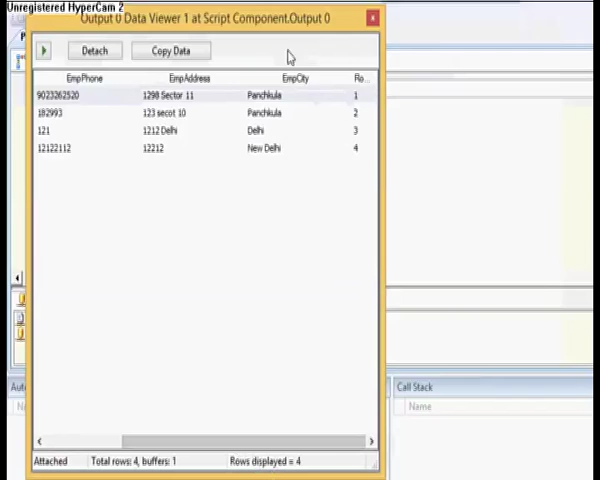 Unregistered HyperCam 2
Output 0 Data Viewer 1 at Script Component.Output 0
Detach Copy Data
EmpPhone EmpAddress EmpCity Ro...
9023262520 1298 Sector 11 Panchkula 1
182993 123 secot 10 Panchkula 2
121 1212 Delhi Delhi 3
12122112 12212 New Delhi 4
Auto Call Stack
Name
Attached Total rows: 4, buffers: 1 Rows displayed = 4